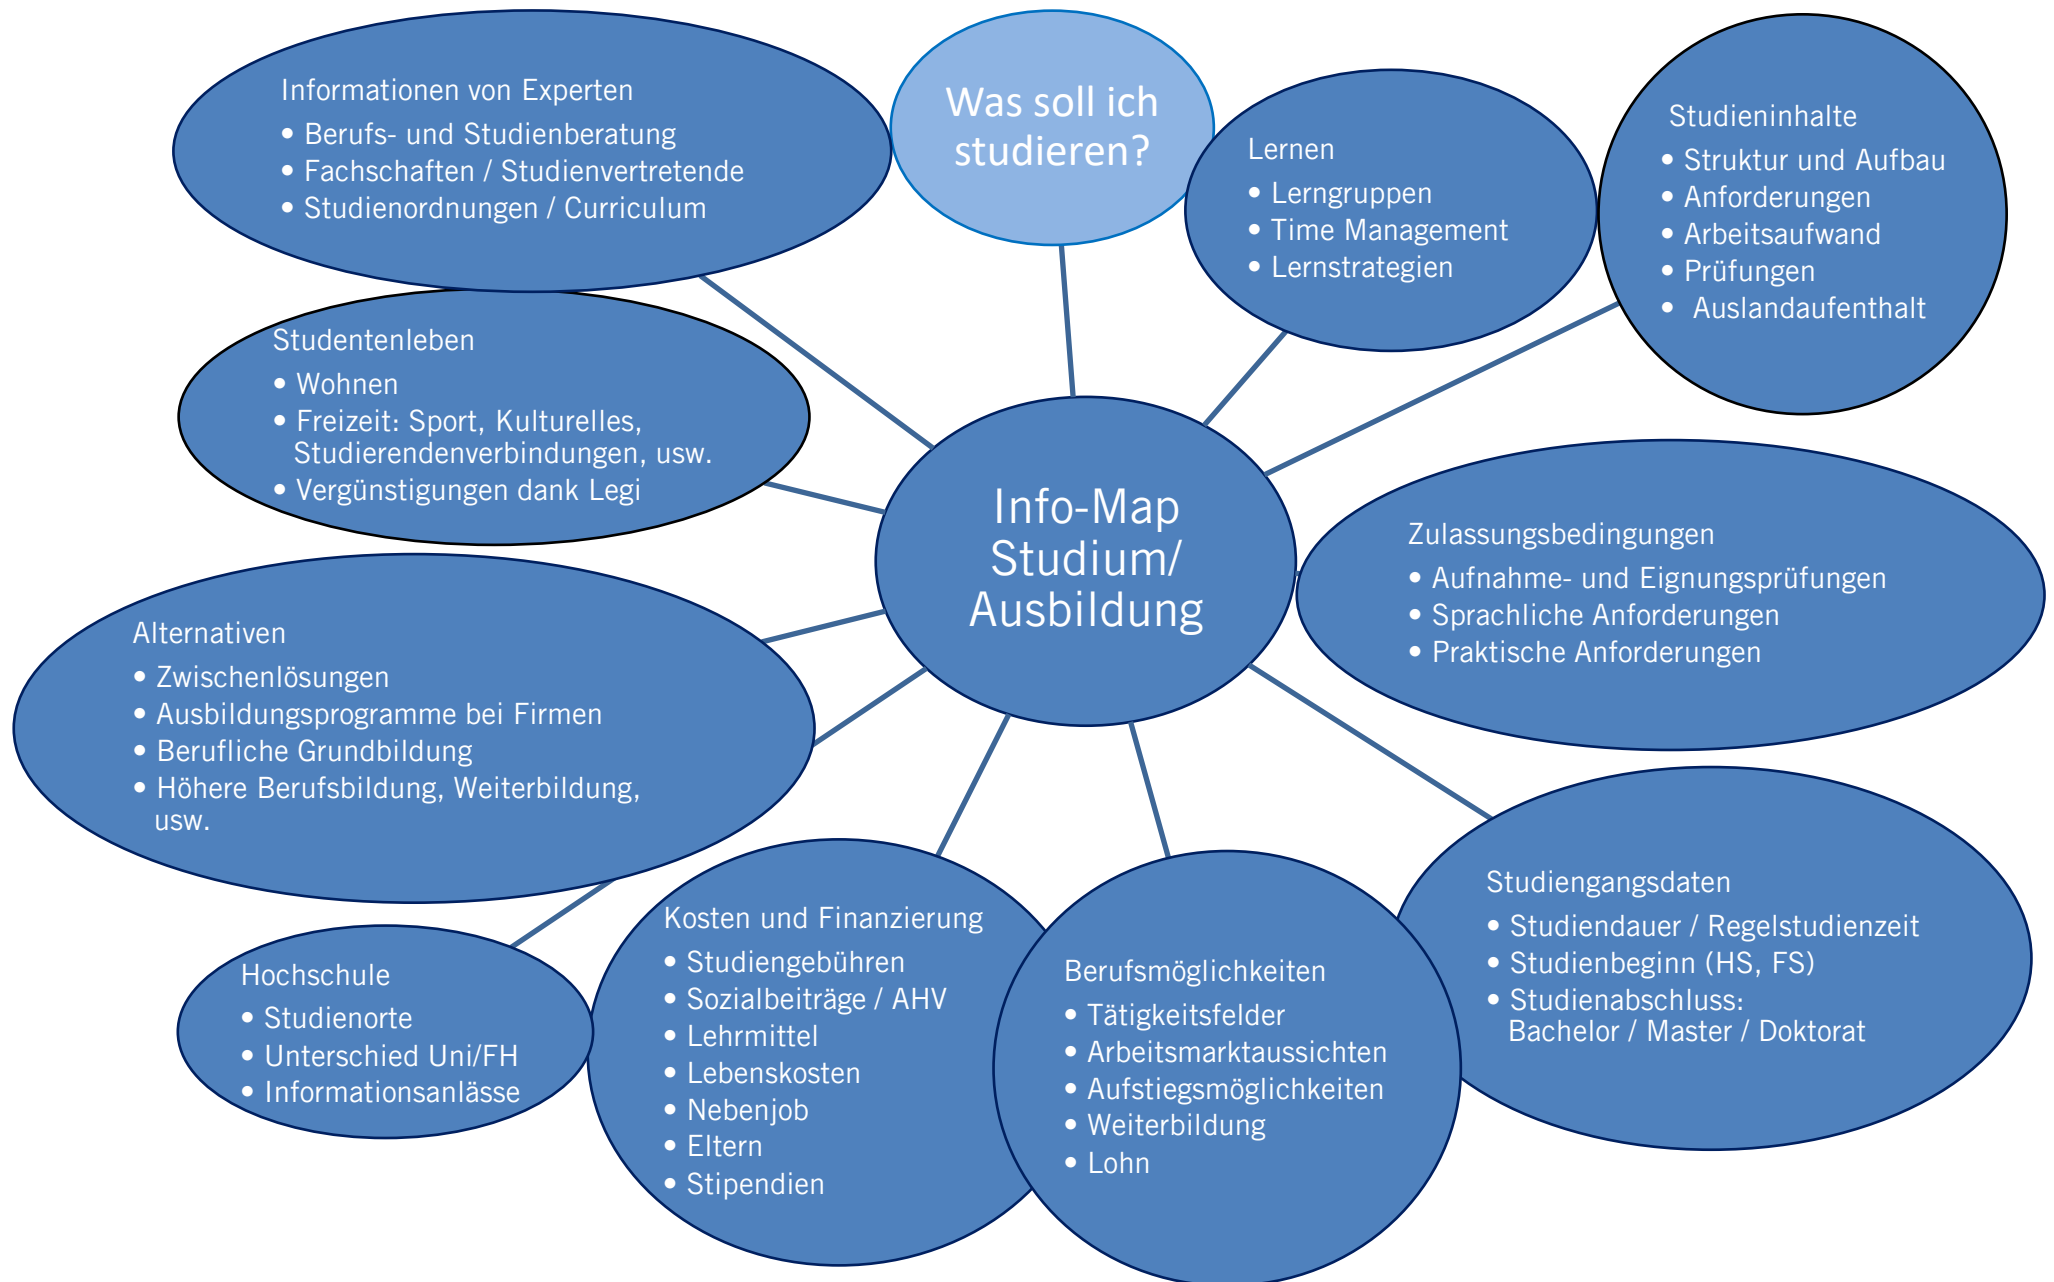 Informationen von Experten
• Berufs- und Studienberatung
• Fachschaften / Studienvertretende
• Studienordnungen / Curriculum
Was soll ich
studieren?
Lernen
• Lerngruppen
• Time Management
• Lernstrategien
Studieninhalte
• Struktur und Aufbau
• Anforderungen
• Arbeitsaufwand
• Prüfungen
• Auslandaufenthalt
Studentenleben
• Wohnen
• Freizeit: Sport, Kulturelles,
Studierendenverbindungen, usw.
• Vergünstigungen dank Legi
Info-Map
Studium/
Ausbildung
Zulassungsbedingungen
• Aufnahme- und Eignungsprüfungen
• Sprachliche Anforderungen
• Praktische Anforderungen
Alternativen
• Zwischenlösungen
• Ausbildungsprogramme bei Firmen
• Berufliche Grundbildung
• Höhere Berufsbildung, Weiterbildung,
usw.
Hochschule
• Studienorte
• Unterschied Uni/FH
• Informationsanlässe
Kosten und Finanzierung
• Studiengebühren
• Sozialbeiträge / AHV
• Lehrmittel
• Lebenskosten
• Nebenjob
• Eltern
• Stipendien
Berufsmöglichkeiten
• Tätigkeitsfelder
• Arbeitsmarktaussichten
• Aufstiegsmöglichkeiten
• Weiterbildung
• Lohn
Studiengangsdaten
• Studiendauer / Regelstudienzeit
• Studienbeginn (HS, FS)
• Studienabschluss:
Bachelor / Master / Doktorat